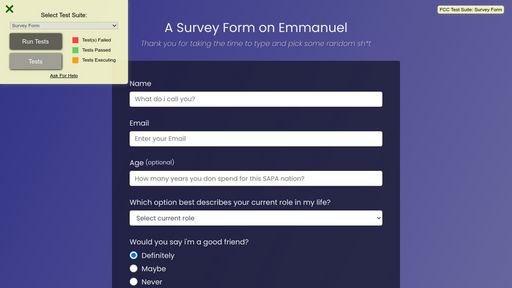 Select Test Suite:
Survey Form
Run Tests
Test(s) Failed
Tests Passed
Tests
Tests Executing
Ask For Help
FCC Test Suite: Survey Form
A Survey Form on Emmanuel
Thank you for taking the time to type and pick some random sh*t
Name
What do i call you?
Email
Enter your Email
Age (optional)
How many years you don spend for this SAPA nation?
Which option best describes your current role in my life?
Select current role
Would you say i'm a good friend?
Definitely
Maybe
Never